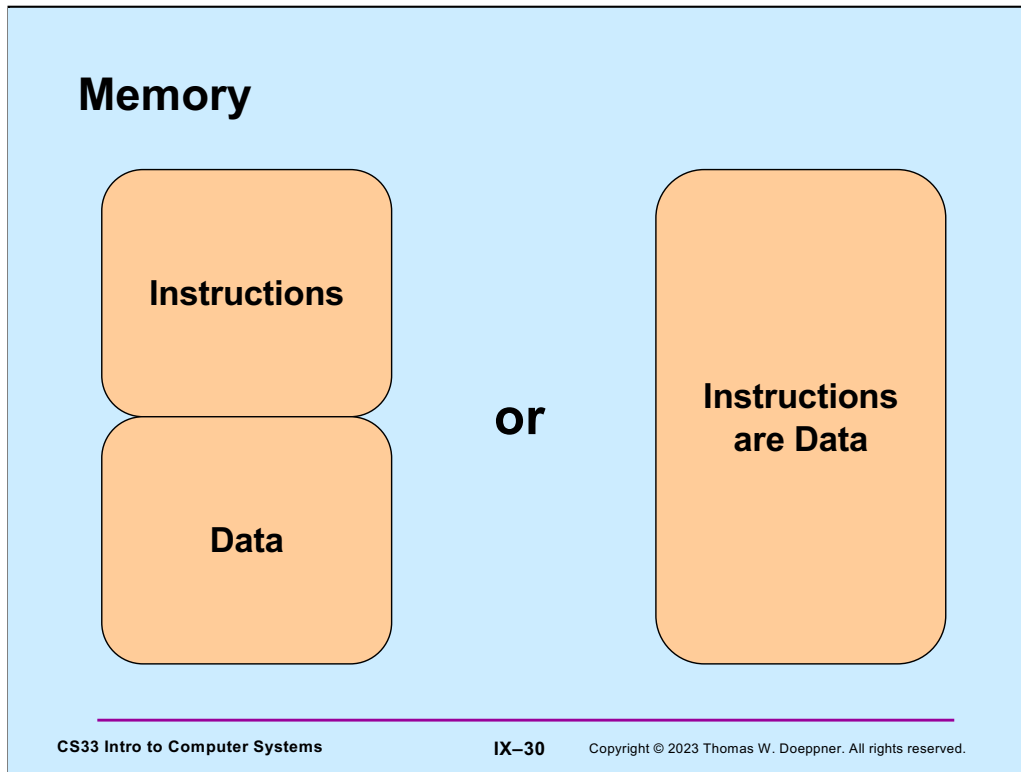 Memory
Instructions
Data
or
Instructions
are Data
CS33 Intro to Computer Systems
IX–30
Copyright © 2023 Thomas W. Doeppner. All rights reserved.